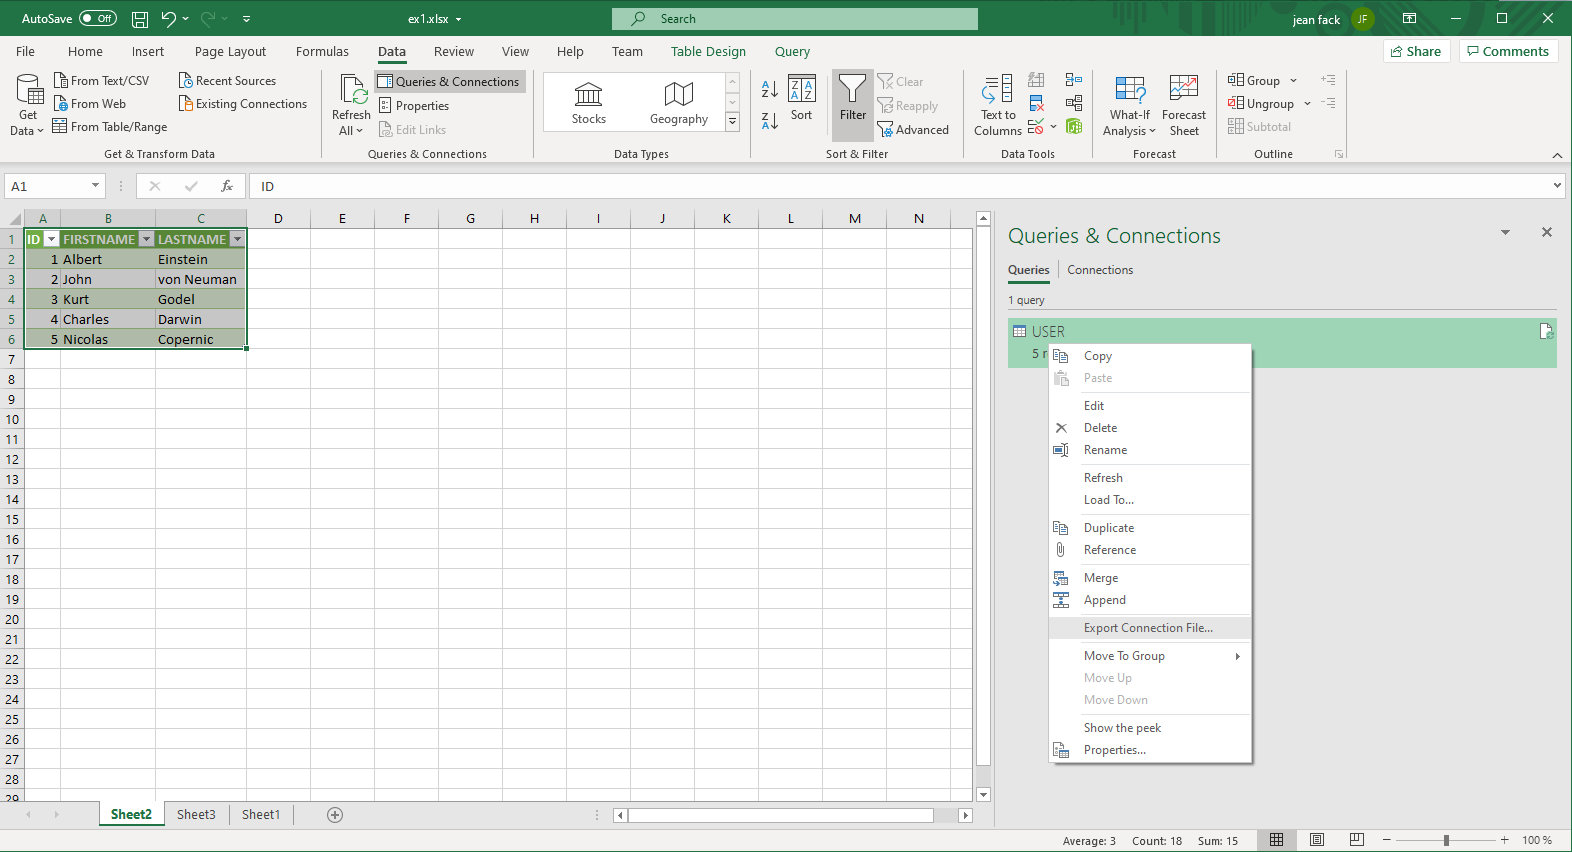 AutoSave Off ex1.xlsx Search jean fack JF
File Home Insert Page Layout Formulas Data Review View Help Team Table Design Query Share Comments
Get Data
From Text/CSV
From Web
From Table/Range
Recent Sources
Existing Connections
Get & Transform Data
Refresh All
Queries & Connections
Properties
Edit Links
Queries & Connections
Stocks Geography
Data Types
Sort
Filter
Clear
Reapply
Advanced
Sort & Filter
Text to Columns
Data Tools
What-If Analysis
Forecast Sheet
Forecast
Group
Ungroup
Subtotal
Outline
A1 fx ID
A B C D E F G H I J K L M N
1 ID FIRSTNAME LASTNAME
2 1 Albert Einstein
3 2 John von Neuman
4 3 Kurt Godel
5 4 Charles Darwin
6 5 Nicolas Copernic
7
8
9
10
11
12
13
14
15
16
17
18
19
20
21
22
23
24
25
26
27
28
29
Queries & Connections
Queries Connections
1 query
USER
5 r
Copy
Paste
Edit
Delete
Rename
Refresh
Load To...
Duplicate
Reference
Merge
Append
Export Connection File...
Move To Group
Move Up
Move Down
Show the peek
Properties...
Sheet2 Sheet3 Sheet1
Average: 3 Count: 18 Sum: 15 100 %